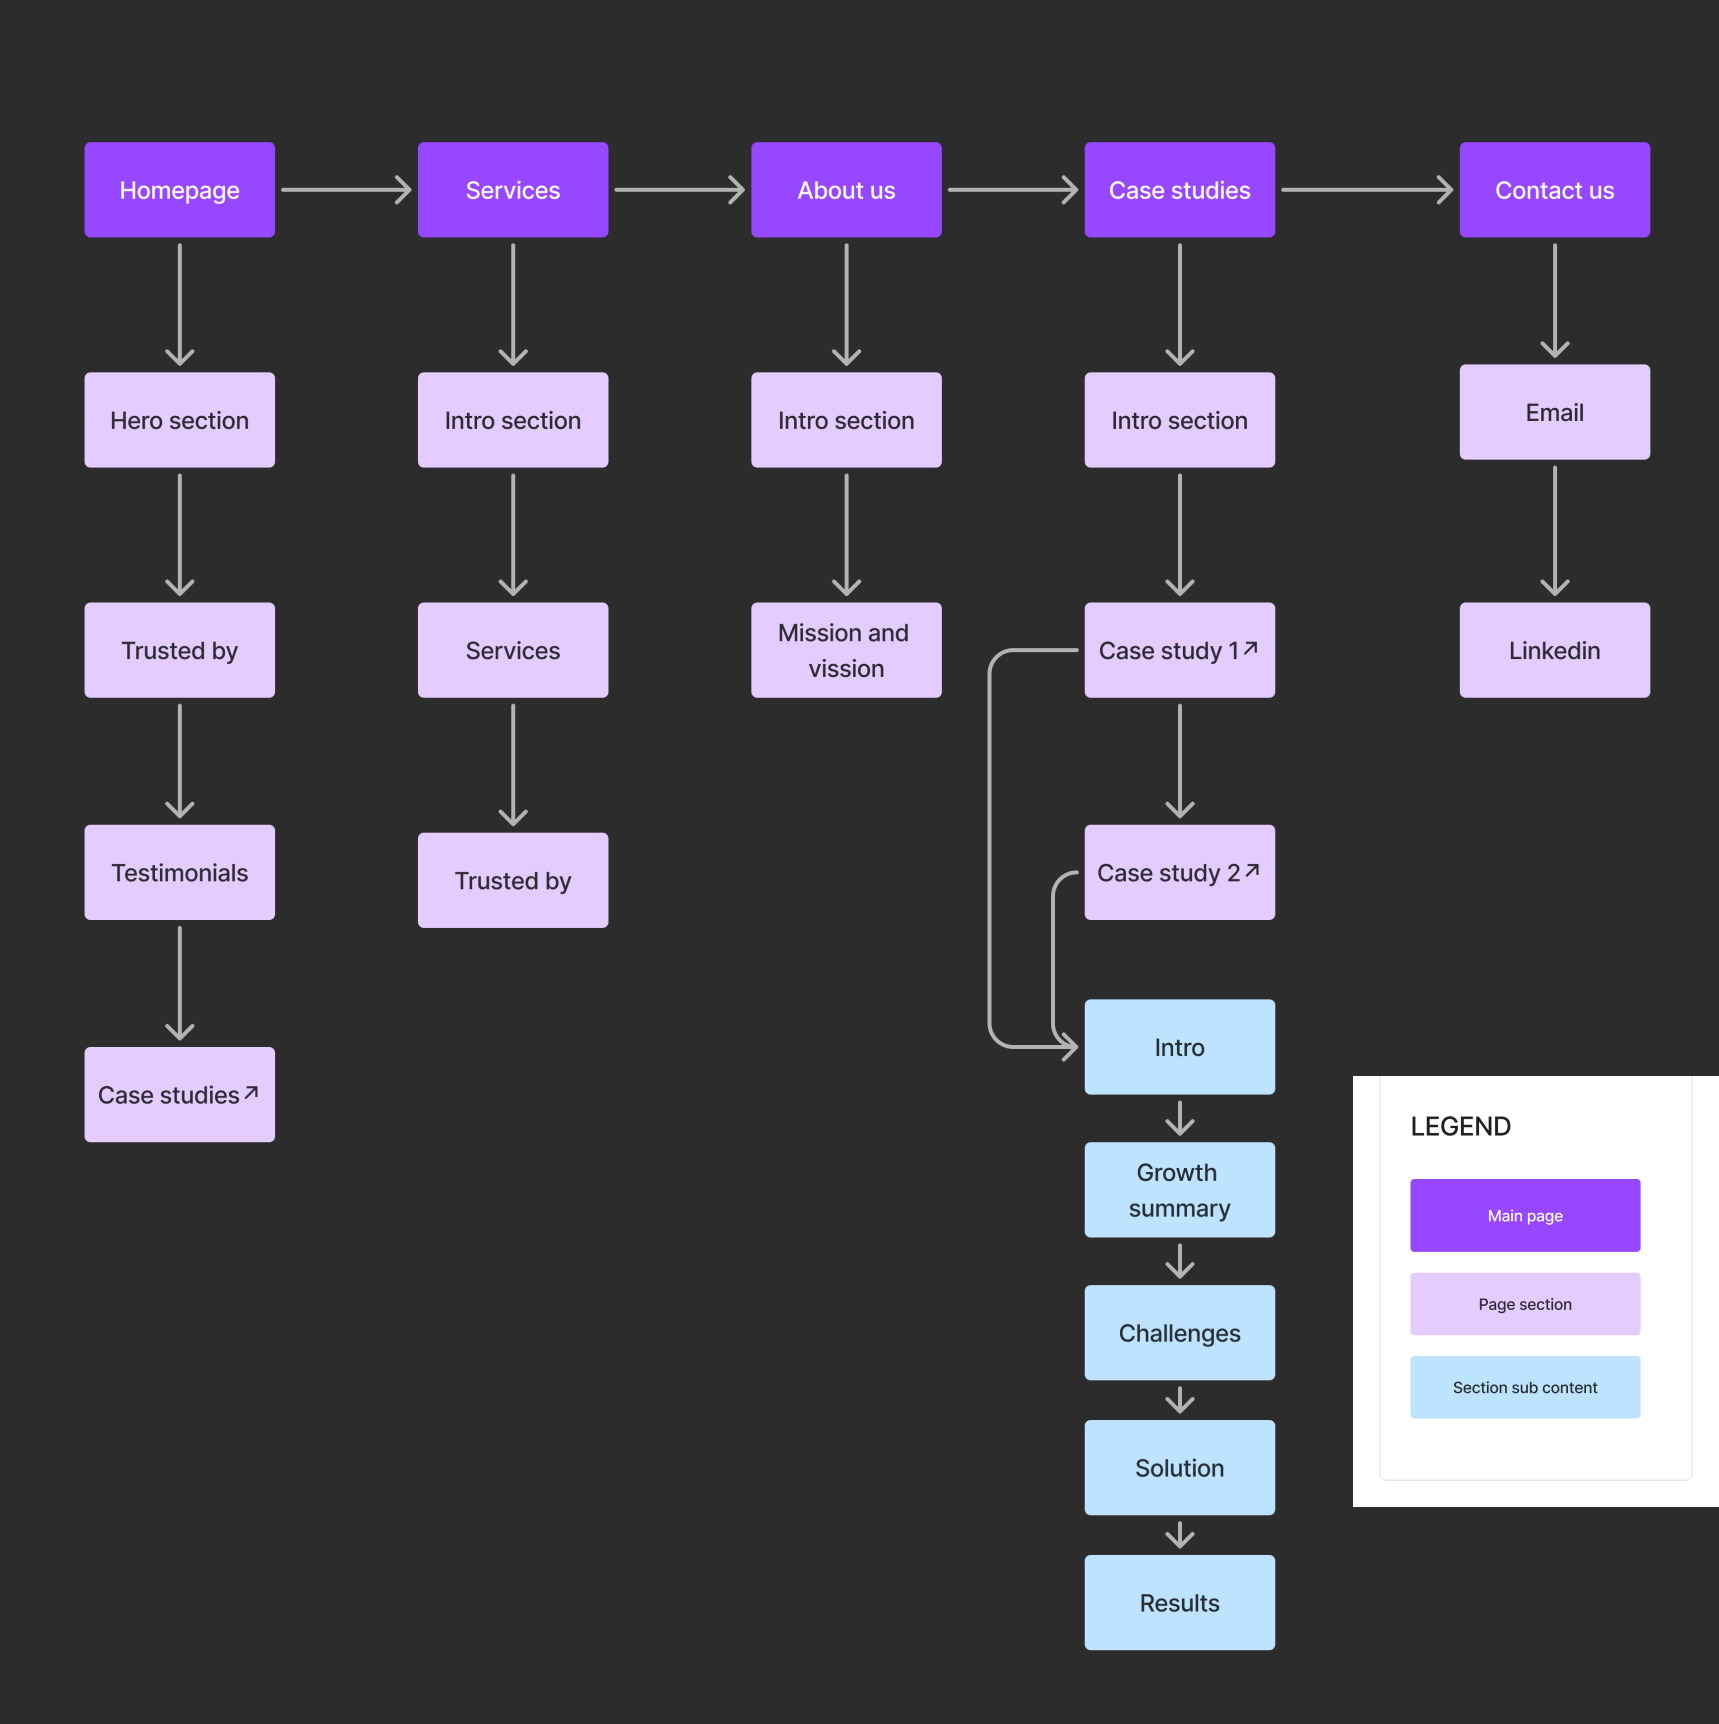 Homepage
Services
About us
Case studies
Contact us
Hero section
Intro section
Intro section
Intro section
Email
Trusted by
Services
Mission and
vission
Case study 1↗
Linkedin
Testimonials
Trusted by
Case study 2↗
Case studies↗
Intro
Growth
summary
Challenges
Solution
Results
LEGEND
Main page
Page section
Section sub content